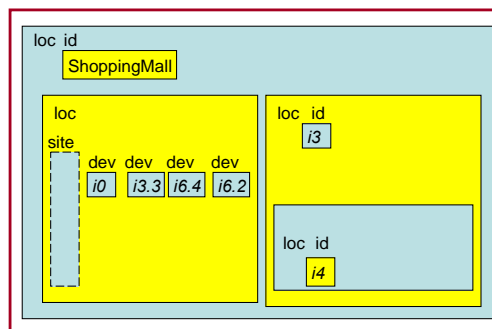 loc id
ShoppingMall
loc
site
dev dev dev dev
i0 i3.3 i6.4 i6.2
loc id
i3
loc id
i4